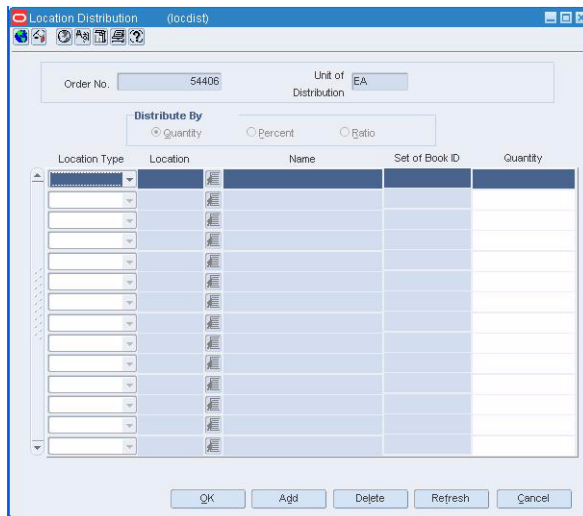 Location Distribution (locdist)
Order No. 54406 Unit of Distribution EA
Distribute By
Quantity Percent Ratio
Location Type Location Name Set of Book ID Quantity
OK Add Delete Refresh Cancel